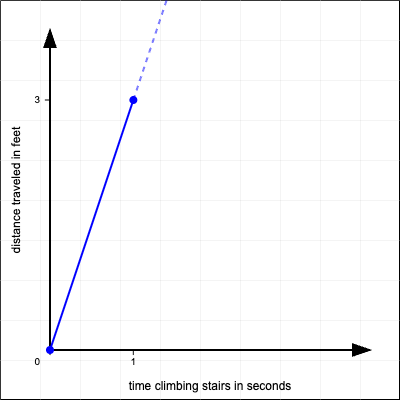 3
distance traveled in feet
0
1
time climbing stairs in seconds